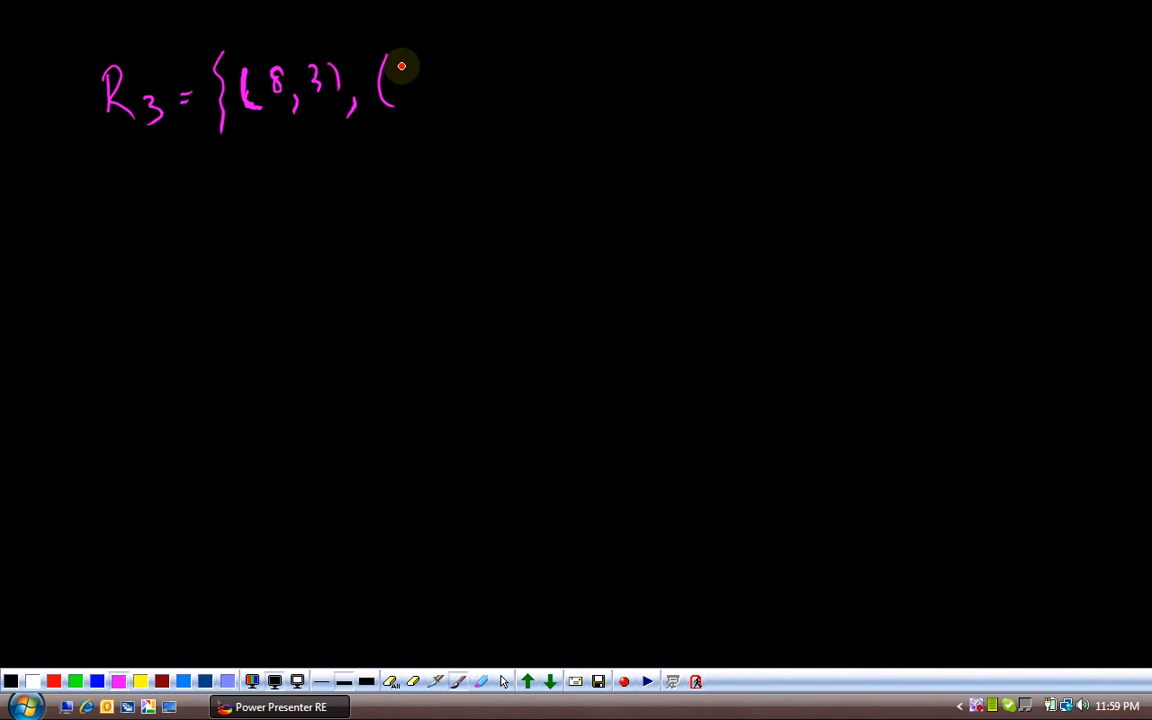 R3 = {(8,3), (
Power Presenter RE
11:59 PM